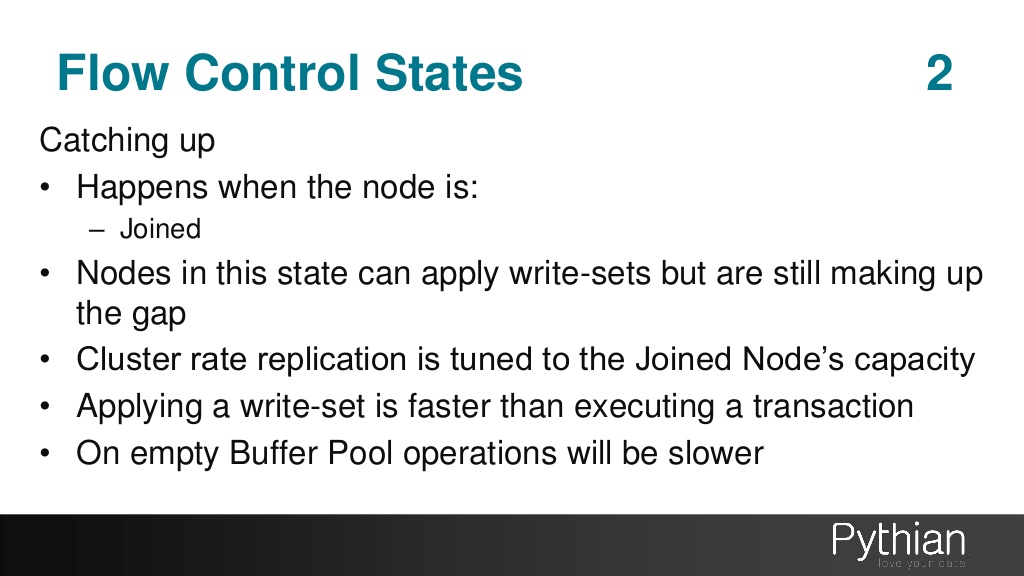 Flow Control States 2
Catching up
• Happens when the node is:
– Joined
• Nodes in this state can apply write-sets but are still making up
the gap
• Cluster rate replication is tuned to the Joined Node’s capacity
• Applying a write-set is faster than executing a transaction
• On empty Buffer Pool operations will be slower
Pythian
love your data